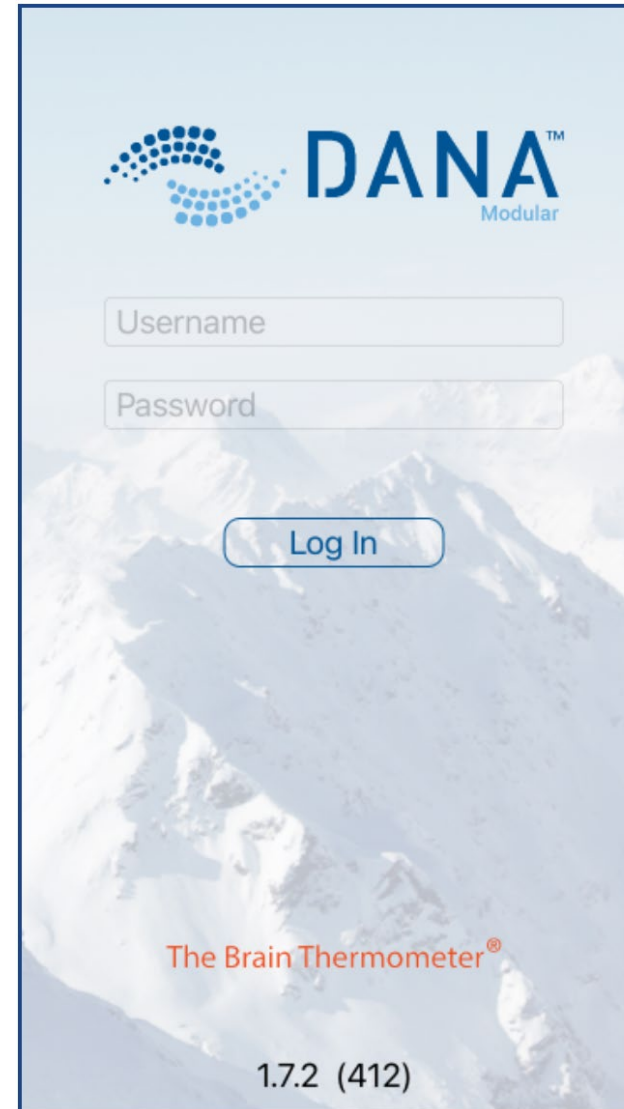 DANA™
Modular
Username
Password
Log In
The Brain Thermometer®
1.7.2 (412)